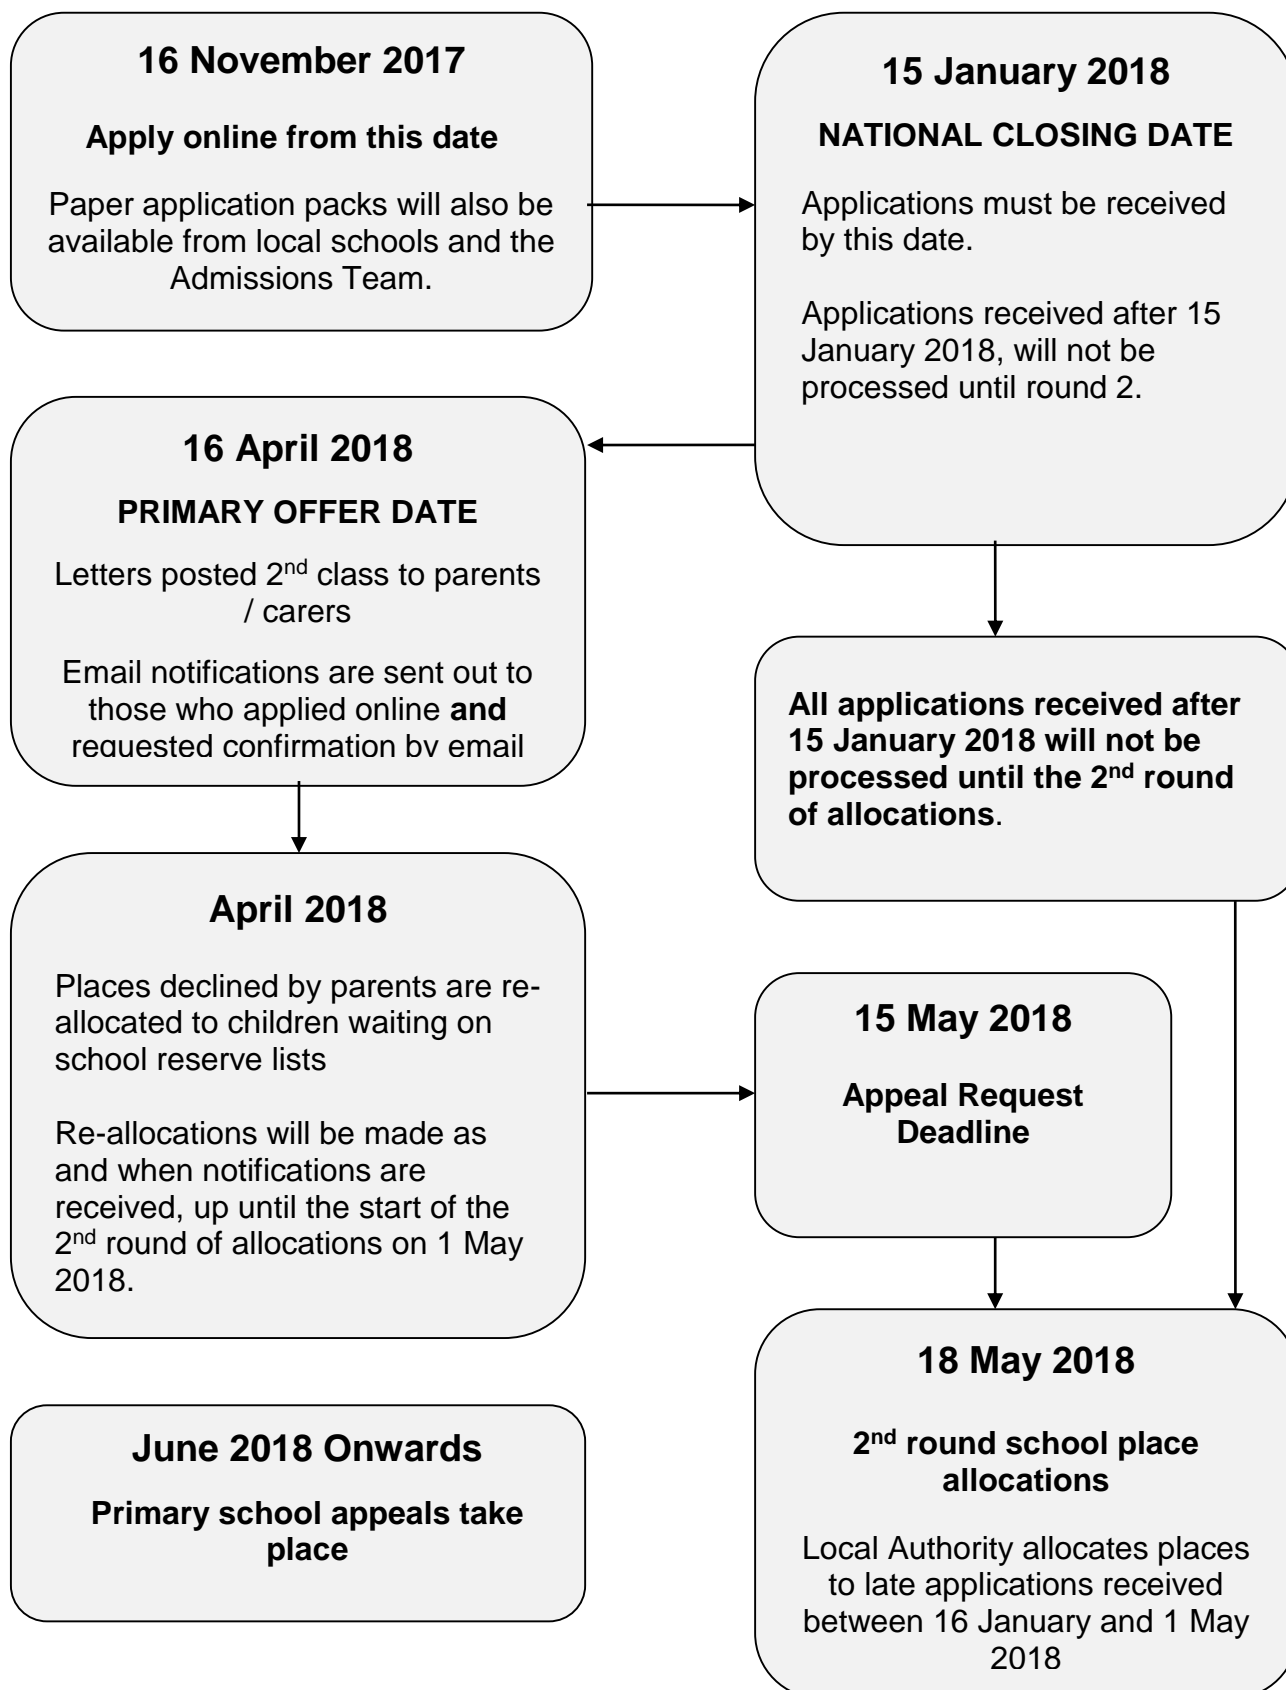 16 November 2017
Apply online from this date
Paper application packs will also be
available from local schools and the
Admissions Team.
15 January 2018
NATIONAL CLOSING DATE
Applications must be received
by this date.
Applications received after 15
January 2018, will not be
processed until round 2.
16 April 2018
PRIMARY OFFER DATE
Letters posted 2nd class to parents
/ carers
Email notifications are sent out to
those who applied online and
requested confirmation by email
All applications received after
15 January 2018 will not be
processed until the 2nd round
of allocations.
April 2018
Places declined by parents are re-
allocated to children waiting on
school reserve lists
Re-allocations will be made as
and when notifications are
received, up until the start of the
2nd round of allocations on 1 May
2018.
15 May 2018
Appeal Request
Deadline
18 May 2018
2nd round school place
allocations
Local Authority allocates places
to late applications received
between 16 January and 1 May
2018
June 2018 Onwards
Primary school appeals take
place